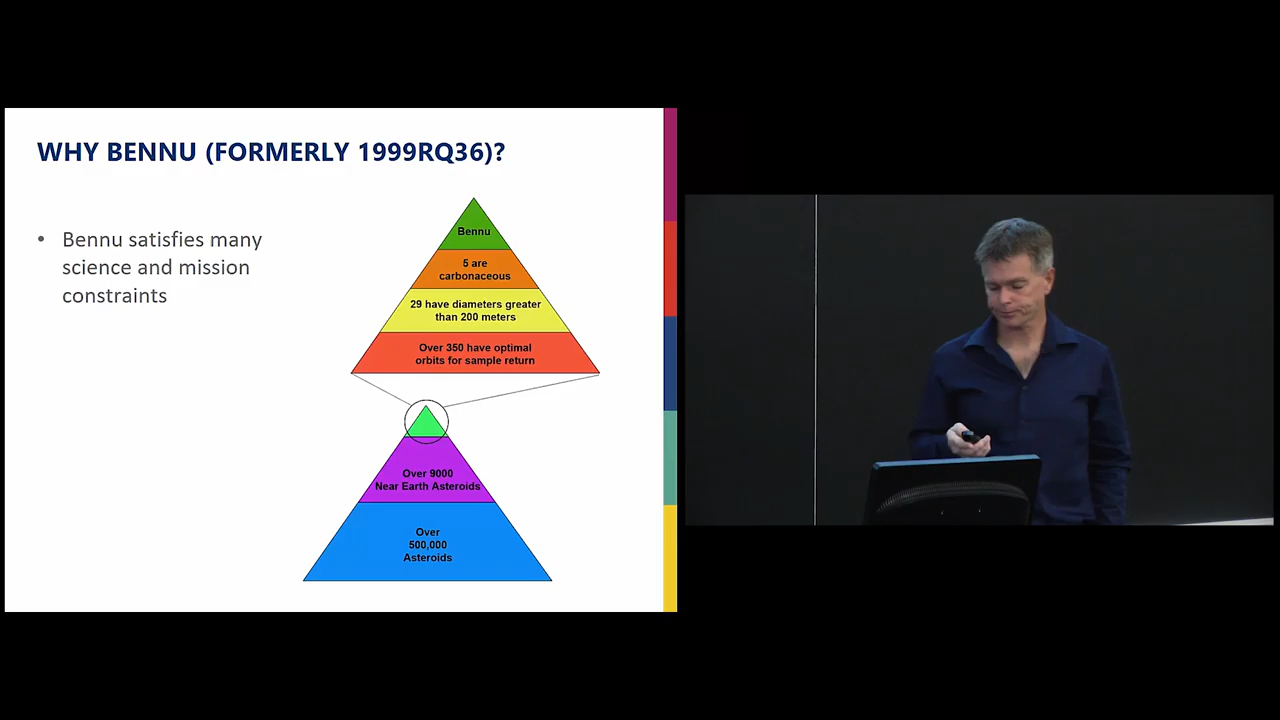 WHY BENNU (FORMERLY 1999RQ36)?
• Bennu satisfies many
science and mission
constraints
Bennu
5 are
carbonaceous
29 have diameters greater
than 200 meters
Over 350 have optimal
orbits for sample return
Over 9000
Near Earth Asteroids
Over
500,000
Asteroids